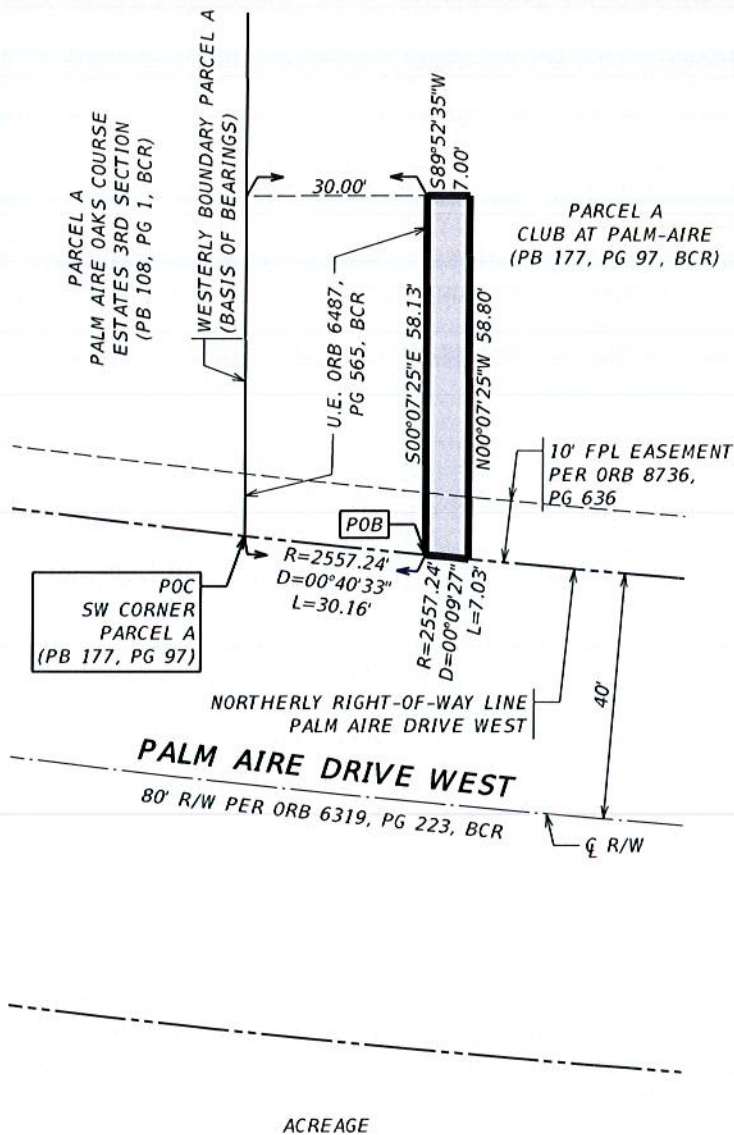 PARCEL A
PALM AIRE OAKS COURSE
ESTATES 3RD SECTION
(PB 108, PG 1, BCR)
WESTERLY BOUNDARY PARCEL A
(BASIS OF BEARINGS)
30.00'
S89°52'35"W
7.00'
PARCEL A
CLUB AT PALM-AIRE
(PB 177, PG 97, BCR)
U.E. ORB 6487,
PG 565, BCR
S00°07'25"E 58.13'
N00°07'25"W 58.80'
10' FPL EASEMENT
PER ORB 8736,
PG 636
POB
POC
SW CORNER
PARCEL A
(PB 177, PG 97)
R=2557.24'
D=00°40'33"
L=30.16'
R=2557.24'
D=00°09'27"
L=7.03'
NORTHERLY RIGHT-OF-WAY LINE
PALM AIRE DRIVE WEST
40'
PALM AIRE DRIVE WEST
80' R/W PER ORB 6319, PG 223, BCR
℄ R/W
ACREAGE